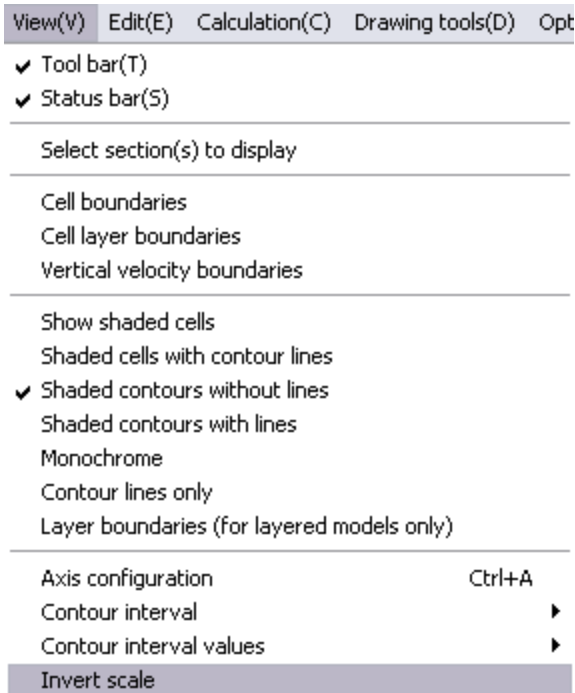 View(V) Edit(E) Calculation(C) Drawing tools(D) Opt
Tool bar(T)
Status bar(S)
Select section(s) to display
Cell boundaries
Cell layer boundaries
Vertical velocity boundaries
Show shaded cells
Shaded cells with contour lines
Shaded contours without lines
Shaded contours with lines
Monochrome
Contour lines only
Layer boundaries (for layered models only)
Axis configuration Ctrl+A
Contour interval
Contour interval values
Invert scale